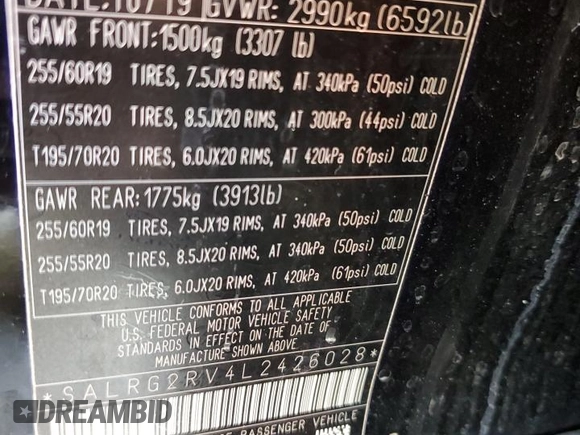 DATE:10/19 GVWR: 2990kg (6592lb)
GAWR FRONT:1500kg (3307 lb)
255/60R19 TIRES, 7.5JX19 RIMS, AT 340kPa (50psi) COLD
255/55R20 TIRES, 8.5JX20 RIMS, AT 300kPa (44psi) COLD
T195/70R20 TIRES, 6.0JX20 RIMS, AT 420kPa (61psi) COLD
GAWR REAR:1775kg (3913lb)
255/60R19 TIRES, 7.5JX19 RIMS, AT 340kPa (50psi) COLD
255/55R20 TIRES, 8.5JX20 RIMS, AT 340kPa (50psi) COLD
T195/70R20 TIRES, 6.0JX20 RIMS, AT 420kPa (61psi) COLD
THIS VEHICLE CONFORMS TO ALL APPLICABLE
U.S. FEDERAL MOTOR VEHICLE SAFETY
STANDARDS IN EFFECT ON THE DATE OF
MANUFACTURE SHOWN ABOVE
*SALRG2RV4L2426028*
PASSENGER VEHICLE
DREAMBID